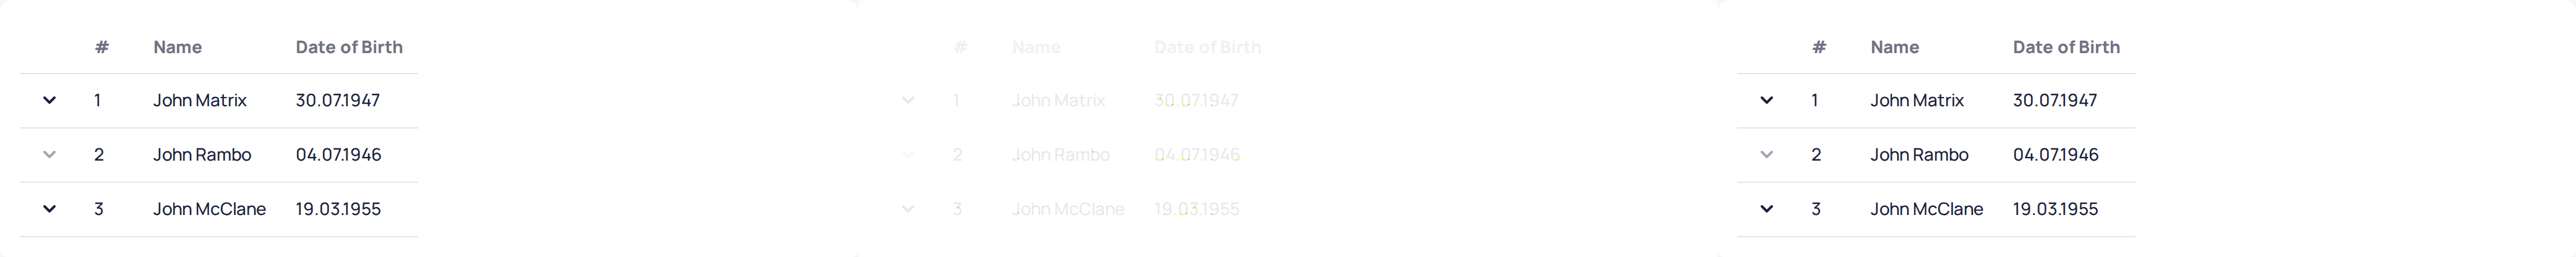 # Name Date of Birth # Name Date of Birth # Name Date of Birth
1 John Matrix 30.07.1947 1 John Matrix 30.07.1947 1 John Matrix 30.07.1947
2 John Rambo 04.07.1946 2 John Rambo 04.07.1946 2 John Rambo 04.07.1946
3 John McClane 19.03.1955 3 John McClane 19.03.1955 3 John McClane 19.03.1955